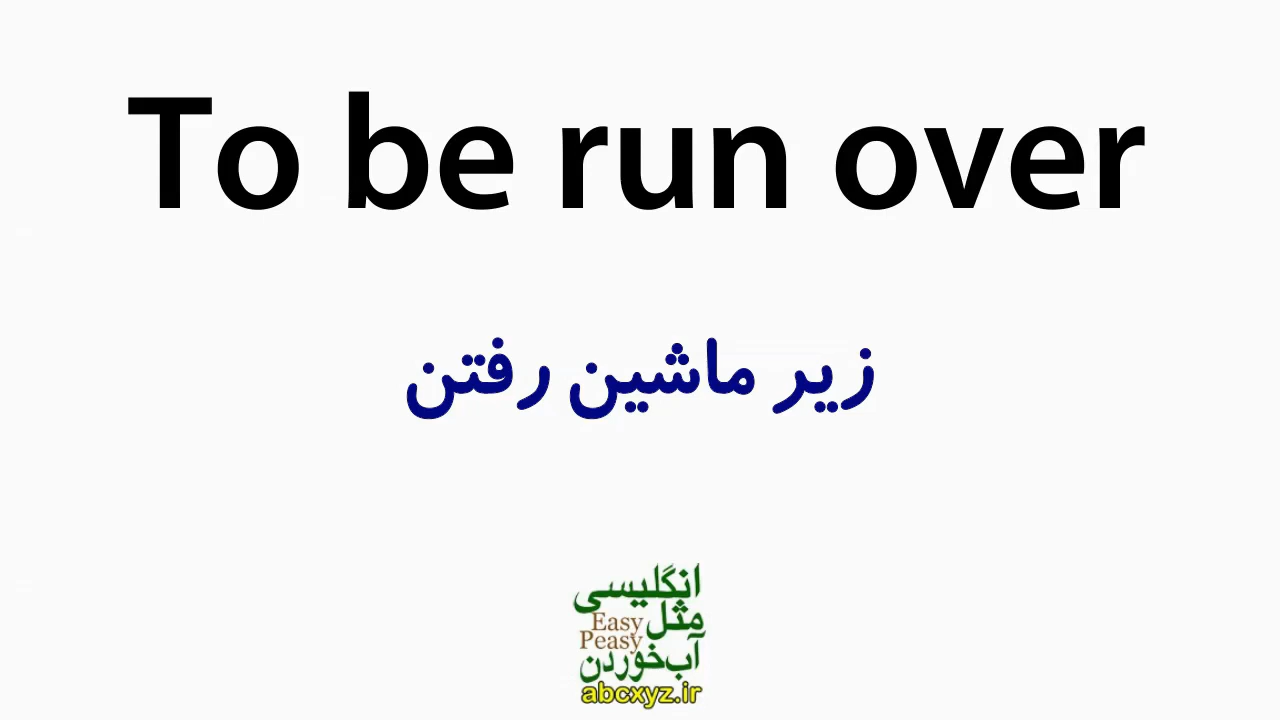 To be run over
زیر ماشین رفتن
انگلیسی
مثل
Easy
Peasy
آب‌خوردن
abcxyz.ir